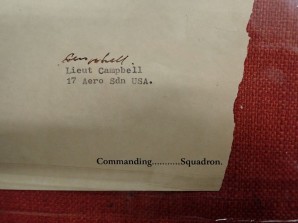 Campbell
Lieut Campbell
17 Aero Sdn USA.
Commanding...........Squadron.